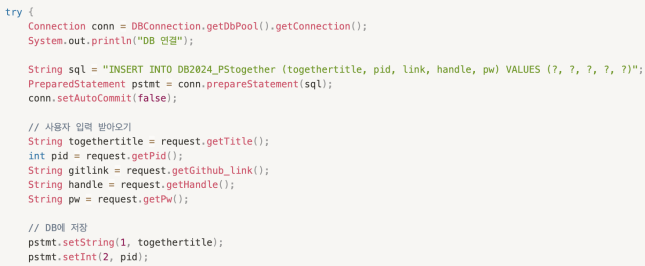 try {
Connection conn = DBConnection.getDbPool().getConnection();
System.out.println("DB 연결");
String sql = "INSERT INTO DB2024_PStogether (togethertitle, pid, link, handle, pw) VALUES (?, ?, ?, ?, ?)";
PreparedStatement pstmt = conn.prepareStatement(sql);
conn.setAutoCommit(false);
// 사용자 입력 받아오기
String togethertitle = request.getTitle();
int pid = request.getPid();
String gitlink = request.getGithub_link();
String handle = request.getHandle();
String pw = request.getPw();
// DB에 저장
pstmt.setString(1, togethertitle);
pstmt.setInt(2, pid);